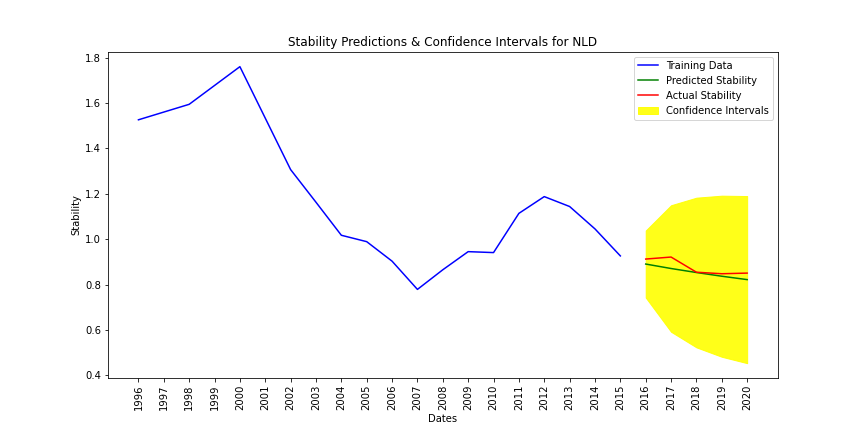 Stability Predictions & Confidence Intervals for NLD
Training Data
Predicted Stability
Actual Stability
Confidence Intervals
Stability
1.8
1.6
1.4
1.2
1.0
0.8
0.6
0.4
1996 1997 1998 1999 2000 2001 2002 2003 2004 2005 2006 2007 2008 2009 2010 2011 2012 2013 2014 2015 2016 2017 2018 2019 2020
Dates